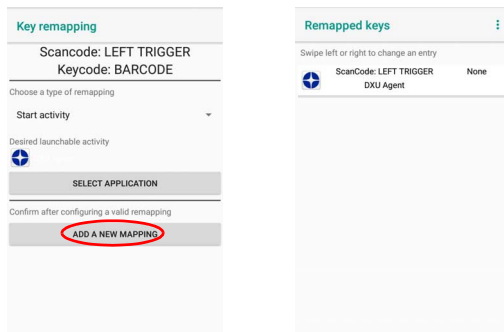 Key remapping
Scancode: LEFT TRIGGER
Keycode: BARCODE
Choose a type of remapping
Start activity
Desired launchable activity
SELECT APPLICATION
Confirm after configuring a valid remapping
ADD A NEW MAPPING
Remapped keys
Swipe left or right to change an entry
ScanCode: LEFT TRIGGER None
DXU Agent